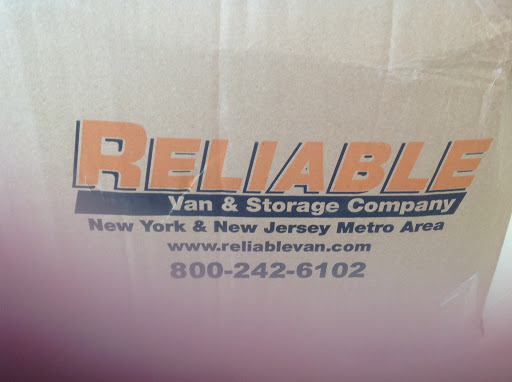 RELIABLE
Van & Storage Company
New York & New Jersey Metro Area
www.reliablevan.com
800-242-6102